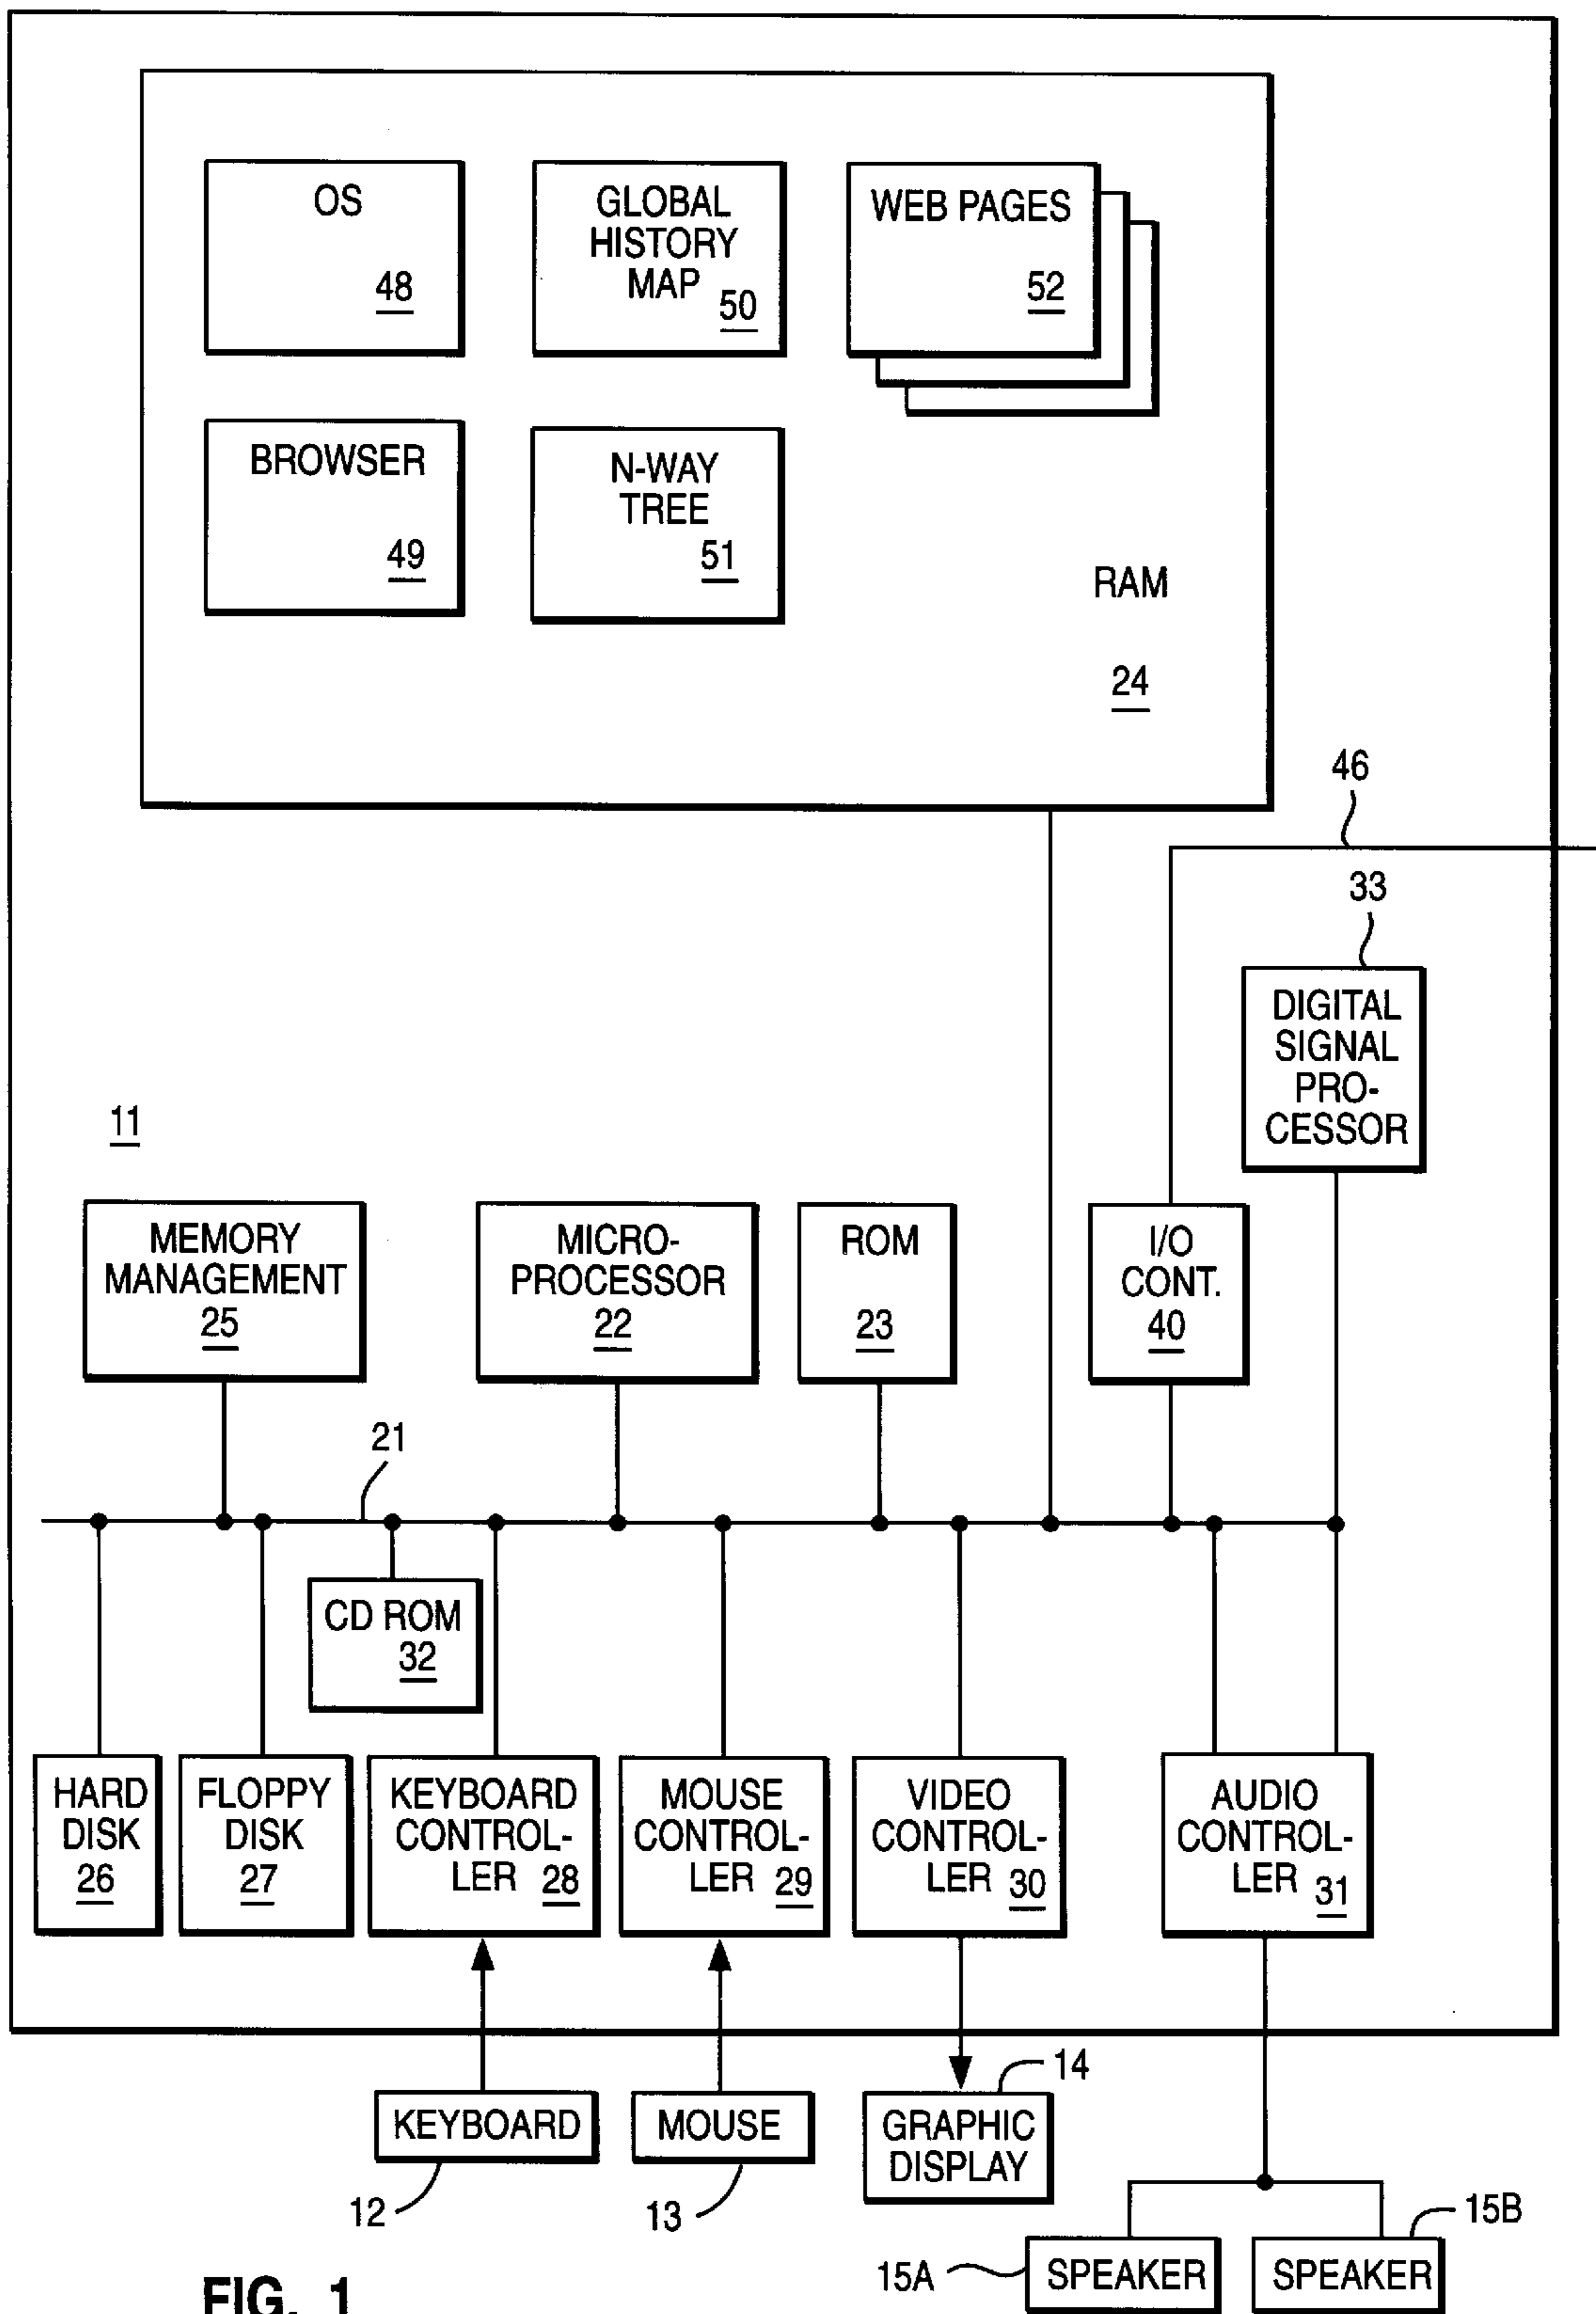 OS
48
GLOBAL
HISTORY
MAP
50
WEB PAGES
52
BROWSER
49
N-WAY
TREE
51
RAM
24
46
33
DIGITAL
SIGNAL
PRO-
CESSOR
11
MEMORY
MANAGEMENT
25
MICRO-
PROCESSOR
22
ROM
23
I/O
CONT.
40
21
CD ROM
32
HARD
DISK
26
FLOPPY
DISK
27
KEYBOARD
CONTROL-
LER 28
MOUSE
CONTROL-
LER 29
VIDEO
CONTROL-
LER 30
AUDIO
CONTROL-
LER 31
KEYBOARD
12
MOUSE
13
GRAPHIC
DISPLAY
14
15A
SPEAKER
SPEAKER
15B
FIG. 1